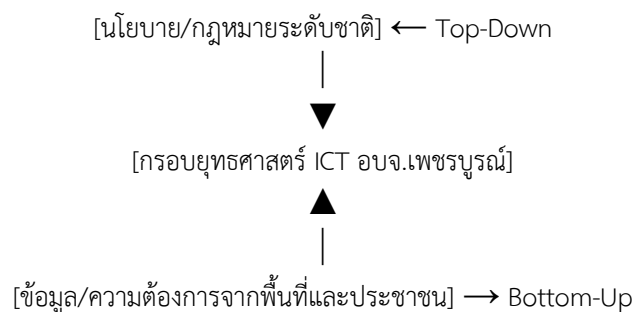 [นโยบาย/กฎหมายระดับชาติ] ← Top-Down
[กรอบยุทธศาสตร์ ICT อบจ.เพชรบูรณ์]
[ข้อมูล/ความต้องการจากพื้นที่และประชาชน] → Bottom-Up